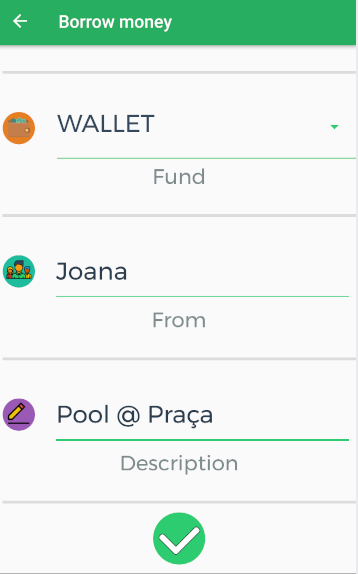 Borrow money
WALLET
Fund
Joana
From
Pool @ Praça
Description